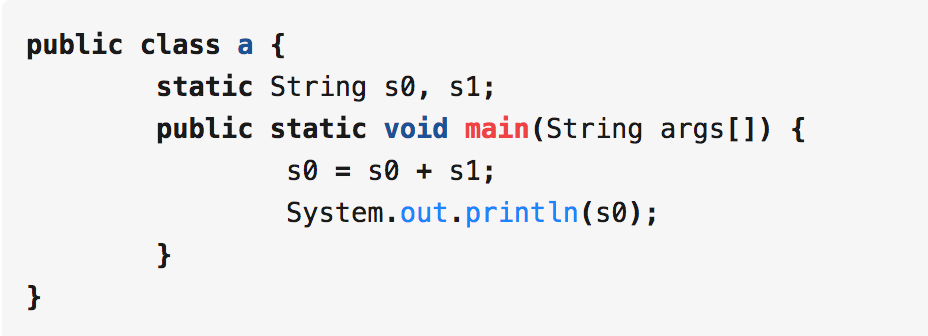 public class a {
        static String s0, s1;
        public static void main(String args[]) {
                s0 = s0 + s1;
                System.out.println(s0);
        }
}